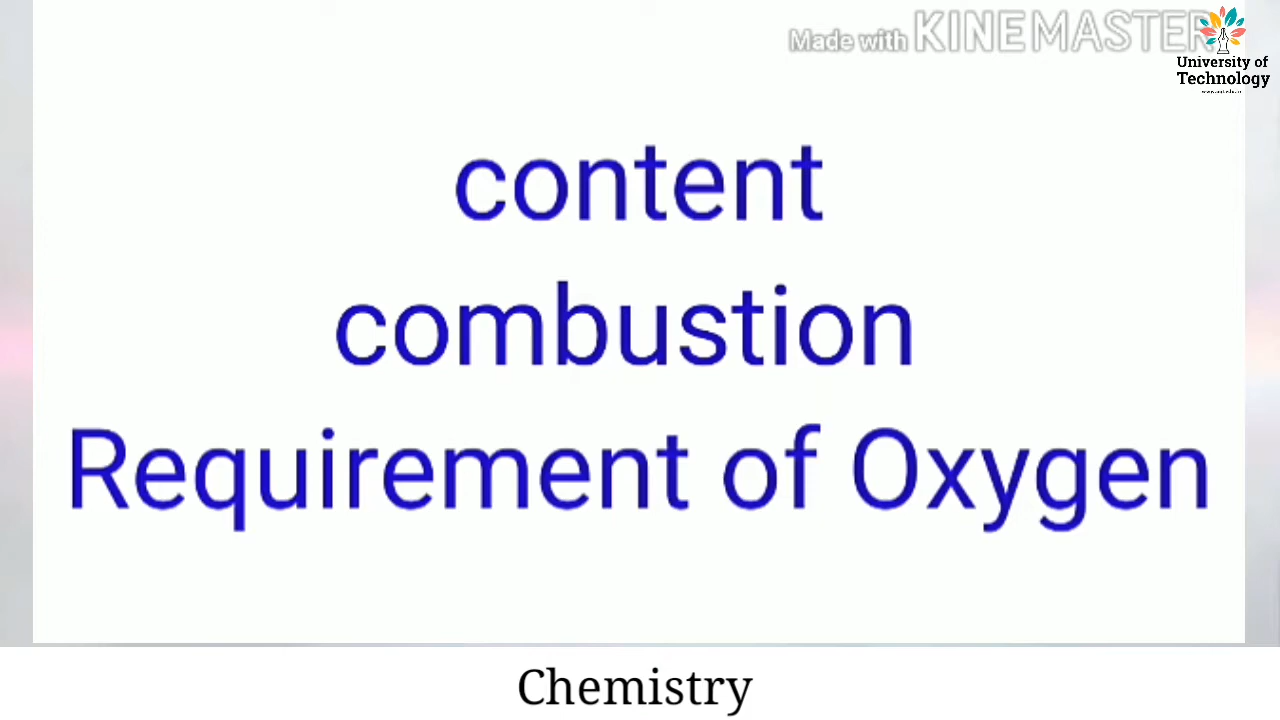 Made with KINEMASTER
University of
Technology
content
combustion
Requirement of Oxygen
Chemistry